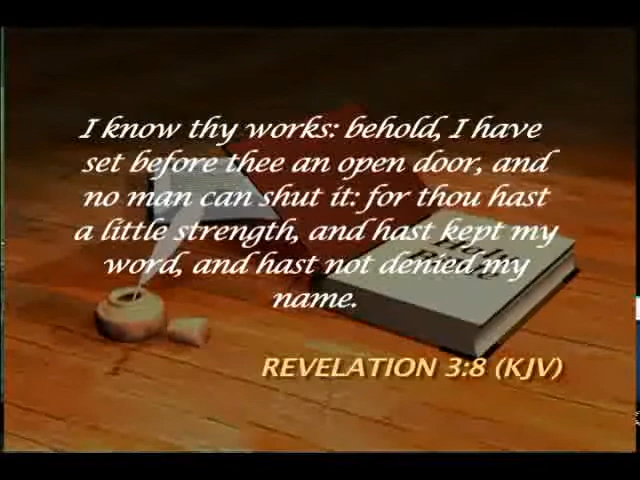 I know thy works: behold, I have
set before thee an open door, and
no man can shut it: for thou hast
a little strength, and hast kept my
word, and hast not denied my
name.
REVELATION 3:8 (KJV)